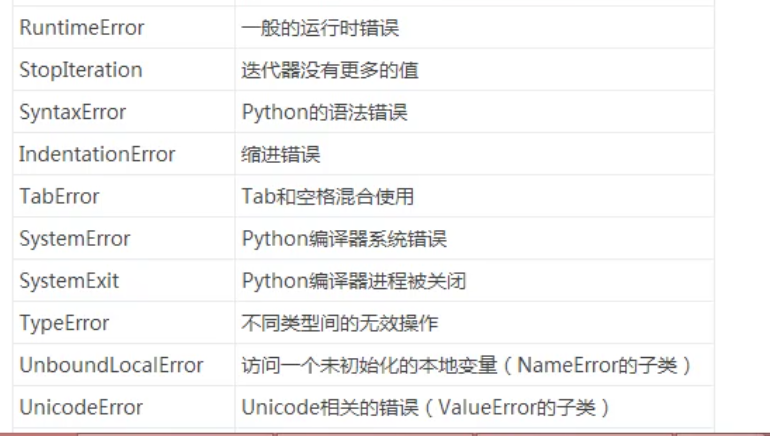 RuntimeError 一般的运行时错误
StopIteration 迭代器没有更多的值
SyntaxError Python的语法错误
IndentationError 缩进错误
TabError Tab和空格混合使用
SystemError Python编译器系统错误
SystemExit Python编译器进程被关闭
TypeError 不同类型间的无效操作
UnboundLocalError 访问一个未初始化的本地变量（NameError的子类）
UnicodeError Unicode相关的错误（ValueError的子类）